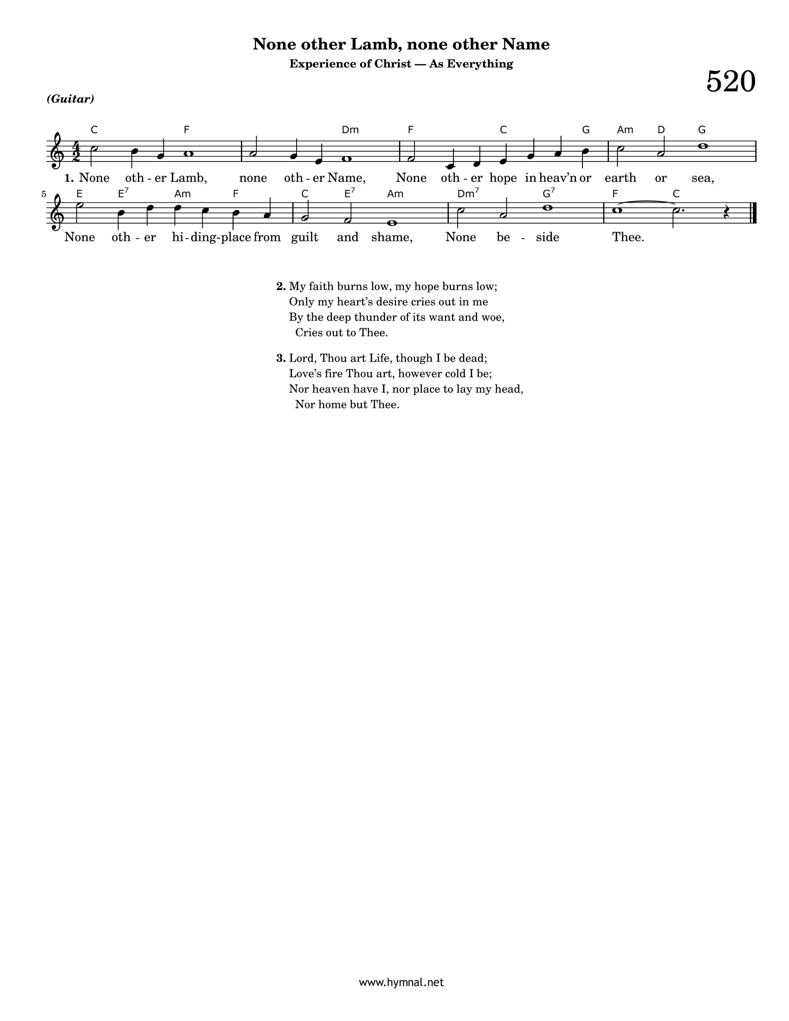 None other Lamb, none other Name
Experience of Christ — As Everything
520
(Guitar)
C F Dm F C G Am D G
4
2
1. None oth - er Lamb, none oth - er Name, None oth - er hope in heav'n or earth or sea,
5
E E7 Am F C E7 Am Dm7 G7 F C
None oth - er hi - ding-place from guilt and shame, None be - side Thee.
2. My faith burns low, my hope burns low;
Only my heart's desire cries out in me
By the deep thunder of its want and woe,
Cries out to Thee.
3. Lord, Thou art Life, though I be dead;
Love's fire Thou art, however cold I be;
Nor heaven have I, nor place to lay my head,
Nor home but Thee.
www.hymnal.net